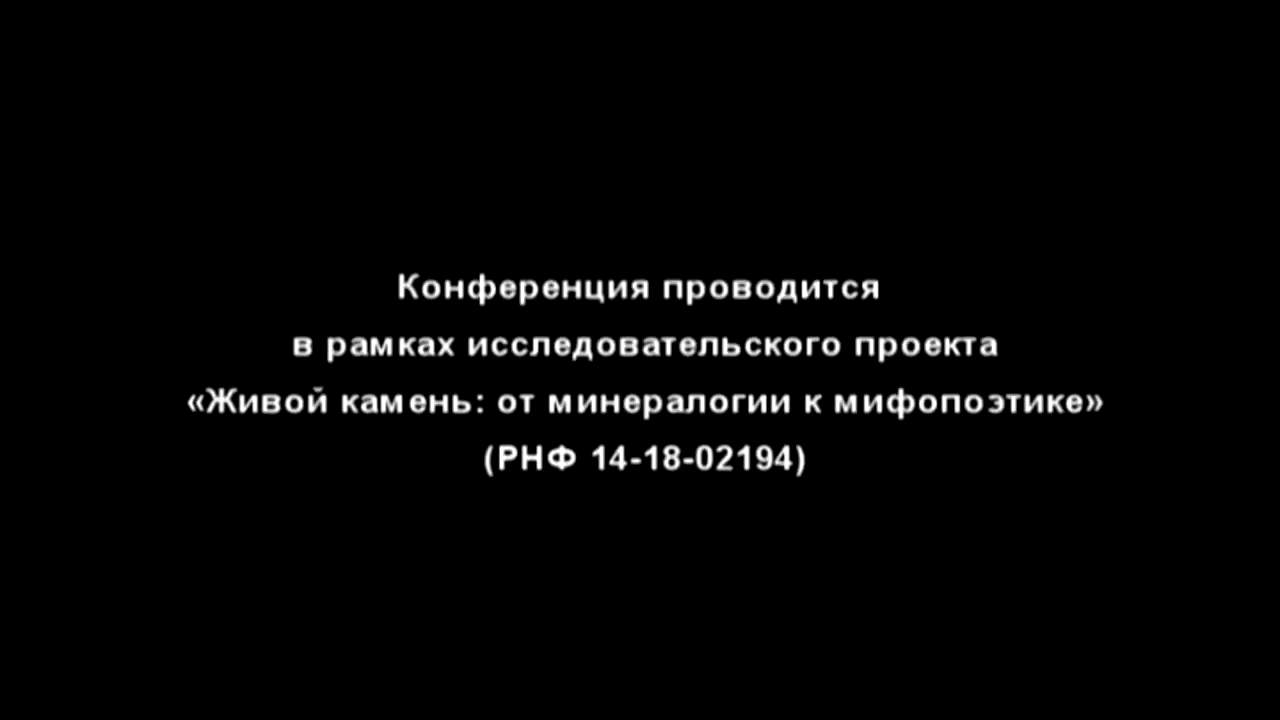 Конференция проводится
в рамках исследовательского проекта
«Живой камень: от минералогии к мифопоэтике»
(РНФ 14-18-02194)